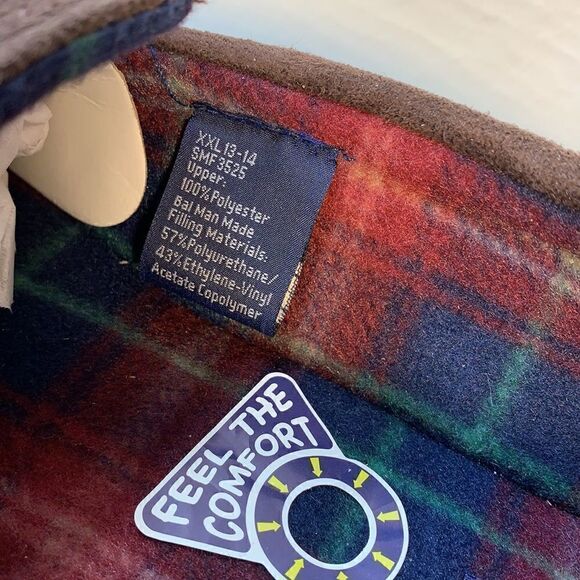 XXL 13-14
SMF3525
Upper:
100%Polyester
Bal Man Made
Filling Materials:
57%Polyurethane/
43%Ethylene-Vinyl
Acetate Copolymer
FEEL THE
COMFORT